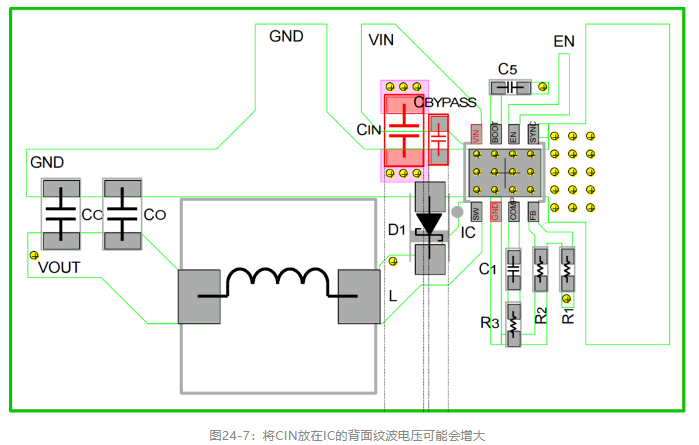 GND
VIN
EN
C5
CBYPASS
CIN
VIN
BOOT
EN
SYNC
GND
CO
CO
SW
GND
COMP
FB
D1
IC
VOUT
L
C1
R3
R2
R1
图24-7：将CIN放在IC的背面纹波电压可能会增大